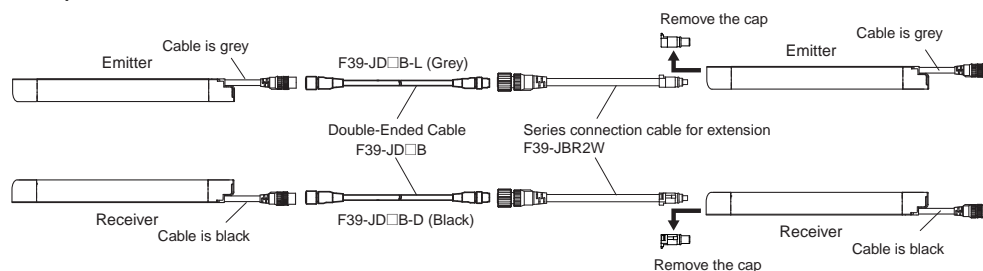 Remove the cap
Cable is grey
Emitter
F39-JD□B-L (Grey)
Emitter
Cable is grey
Double-Ended Cable
F39-JD□B
Series connection cable for extension
F39-JBR2W
Receiver
Cable is black
F39-JD□B-D (Black)
Receiver
Cable is black
Remove the cap